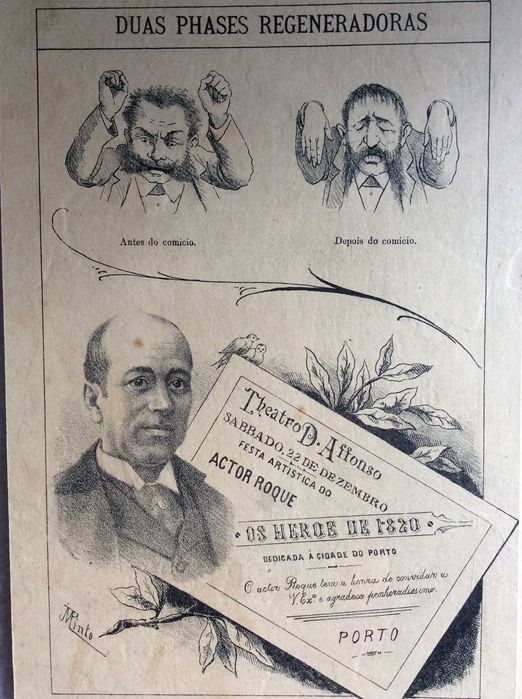 DUAS PHASES REGENERADORAS
Antes do comicio.
Depois do comicio.
Theatro D. Affonso
SABBADO, 22 DE DEZEMBRO
FESTA ARTISTICA DO
ACTOR ROQUE
OS HEROE DE 1820
DEDICADA Á CIDADE DO PORTO
O actor Roque tem a honra de convidar a
V. Exª e agradece penhoradissimo.
PORTO
M Pinto